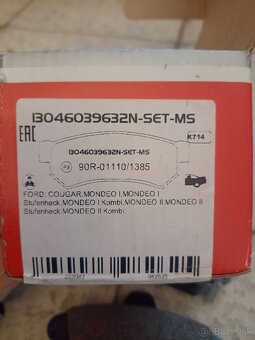 13046039632N-SET-MS
EAC
K714
13046039632N-SET-MS
90R-01110/1385
FORD: COUGAR,MONDEO I,MONDEO I
Stufenheck,MONDEO I Kombi,MONDEO II,MONDEO II
Stufenheck,MONDEO II Kombi,